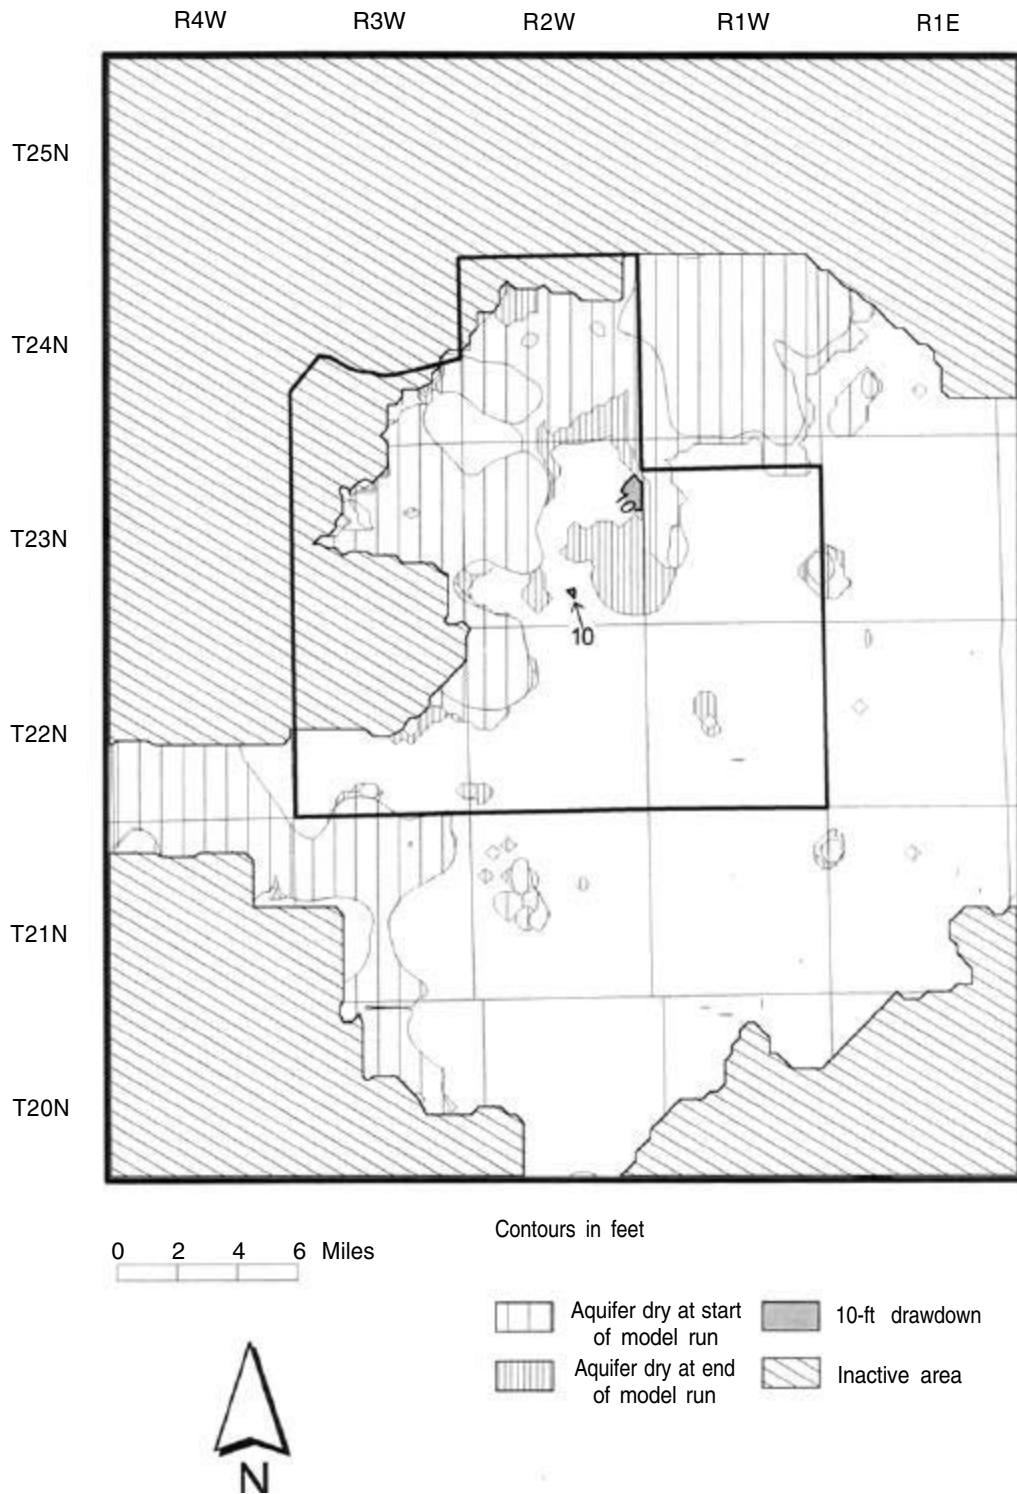 R4W R3W R2W R1W R1E
T25N
T24N
T23N
T22N
T21N
T20N
10
10
0 2 4 6 Miles
Contours in feet
Aquifer dry at start
of model run
10-ft drawdown
Aquifer dry at end
of model run
Inactive area
N